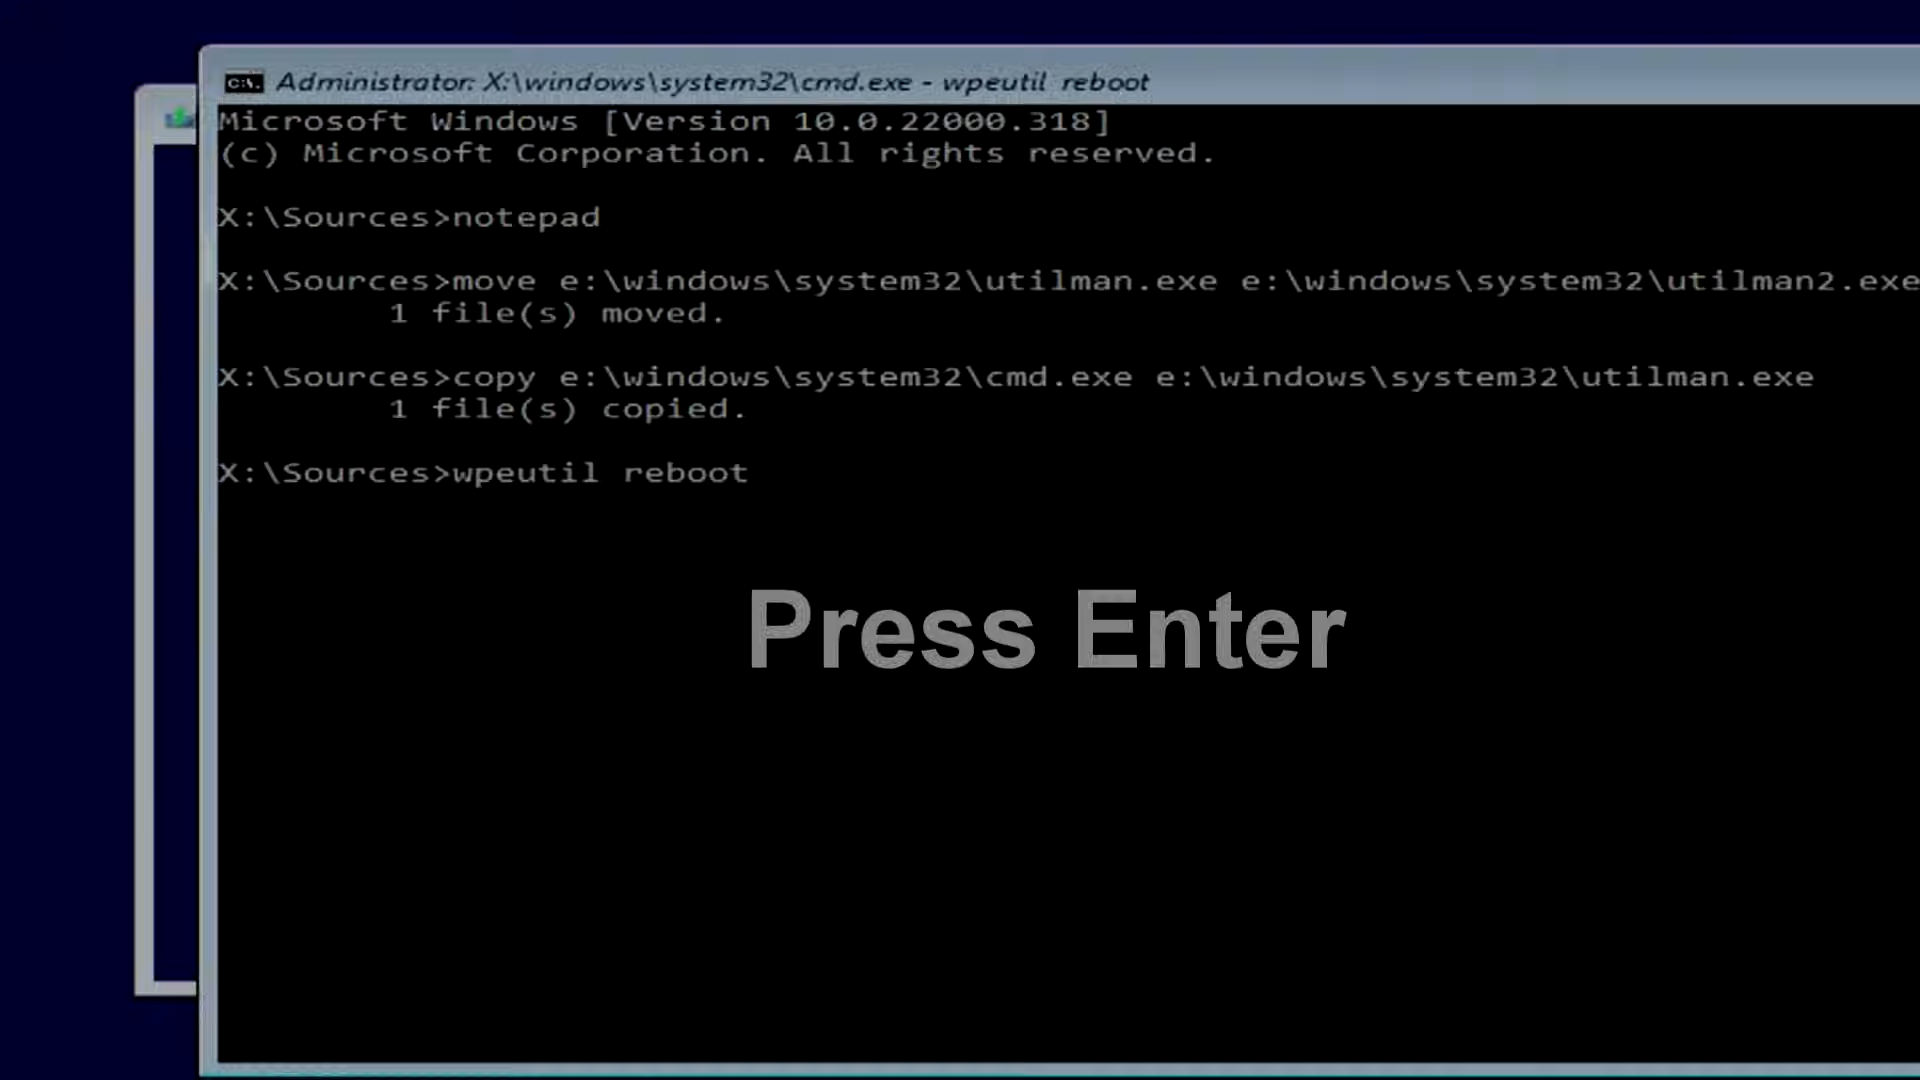 Administrator: X:\windows\system32\cmd.exe - wpeutil reboot
Microsoft Windows [Version 10.0.22000.318]
(c) Microsoft Corporation. All rights reserved.
X:\Sources>notepad
X:\Sources>move e:\windows\system32\utilman.exe e:\windows\system32\utilman2.exe
1 file(s) moved.
X:\Sources>copy e:\windows\system32\cmd.exe e:\windows\system32\utilman.exe
1 file(s) copied.
X:\Sources>wpeutil reboot
Press Enter